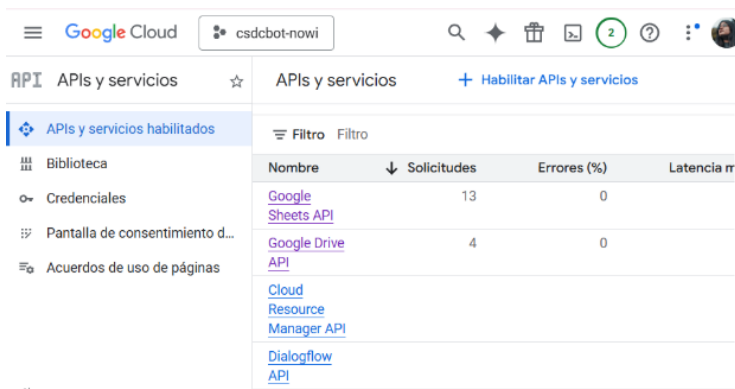 Google Cloud
csdcbot-nowi
2
API APIs y servicios
APIs y servicios
Habilitar APIs y servicios
APIs y servicios habilitados
Biblioteca
Credenciales
Pantalla de consentimiento d...
Acuerdos de uso de páginas
Filtro Filtro
Nombre Solicitudes Errores (%) Latencia m
Google
Sheets API 13 0
Google Drive
API 4 0
Cloud
Resource
Manager API
Dialogflow
API